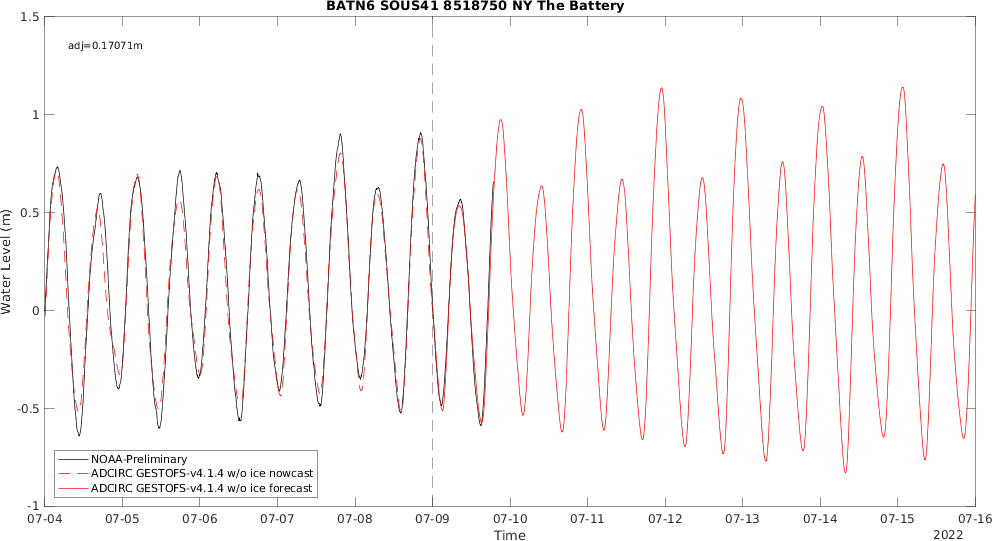 BATN6 SOUS41 8518750 NY The Battery
1.5
adj=0.17071m
1
0.5
Water Level (m)
0
-0.5
NOAA-Preliminary
ADCIRC GESTOFS-v4.1.4 w/o ice nowcast
ADCIRC GESTOFS-v4.1.4 w/o ice forecast
-1
07-04 07-05 07-06 07-07 07-08 07-09 07-10 07-11 07-12 07-13 07-14 07-15 07-16
Time
2022